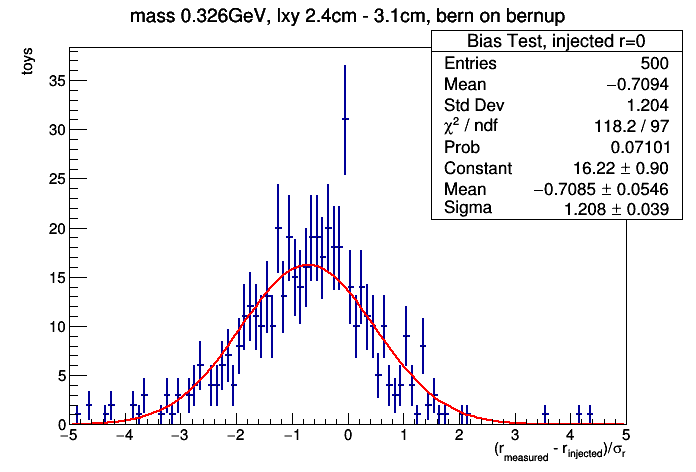 mass 0.326GeV, lxy 2.4cm - 3.1cm, bern on bernup
Bias Test, injected r=0
Entries 500
Mean −0.7094
Std Dev 1.204
χ² / ndf 118.2 / 97
Prob 0.07101
Constant 16.22 ± 0.90
Mean −0.7085 ± 0.0546
Sigma 1.208 ± 0.039
toys
35
30
25
20
15
10
5
0
−5 −4 −3 −2 −1 0 1 2 3 4 5
(r_measured - r_injected)/σ_r